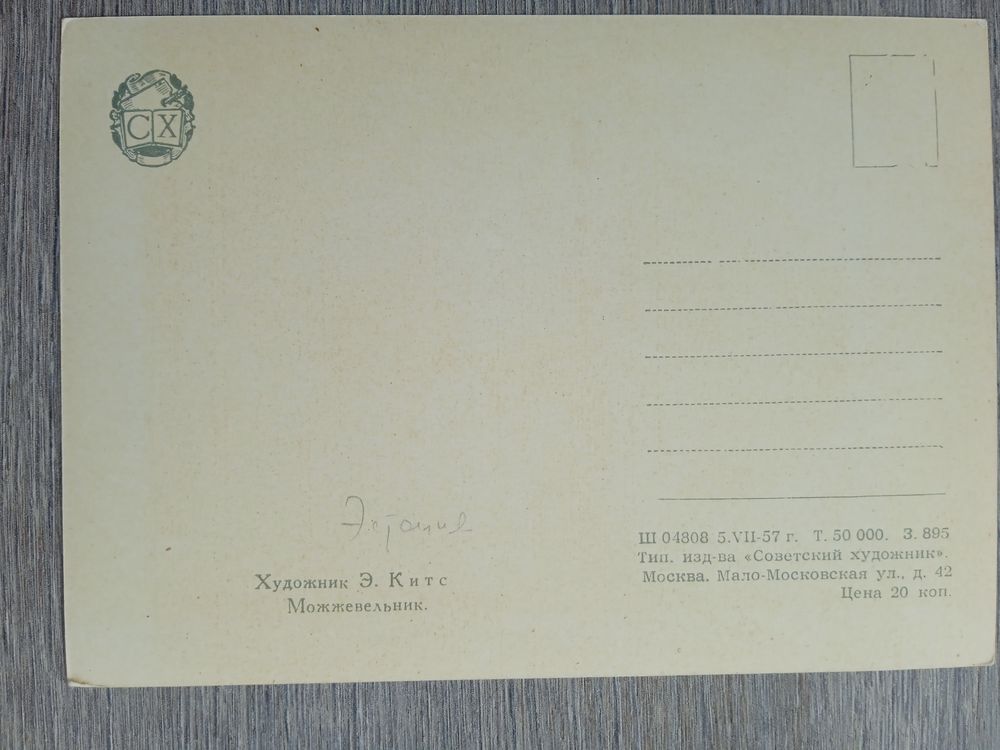 СХ
Эстония
Художник Э. Китс
Можжевельник.
Ш 04808 5.VII-57 г. Т. 50 000. З. 895
Тип. изд-ва «Советский художник».
Москва. Мало-Московская ул., д. 42
Цена 20 коп.